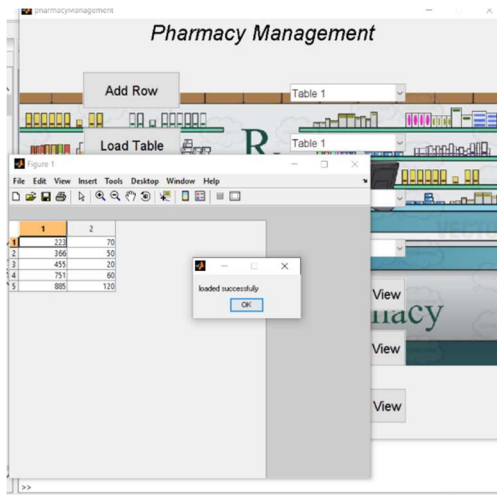 pharmacymanagement
Pharmacy Management
Add Row
Table 1
Load Table
Table 1
R
Figure 1
File Edit View Insert Tools Desktop Window Help
1 2
1 223 70
2 366 50
3 455 20
4 751 60
5 885 120
loaded successfully
OK
VECTO
View
macy
View
View
>>